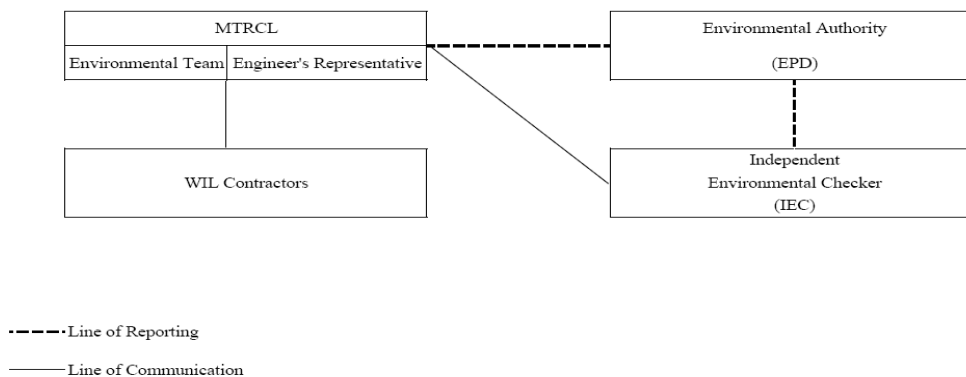 MTRCL
Environmental Team
Engineer's Representative
Environmental Authority
(EPD)
WIL Contractors
Independent
Environmental Checker
(IEC)
Line of Reporting
Line of Communication